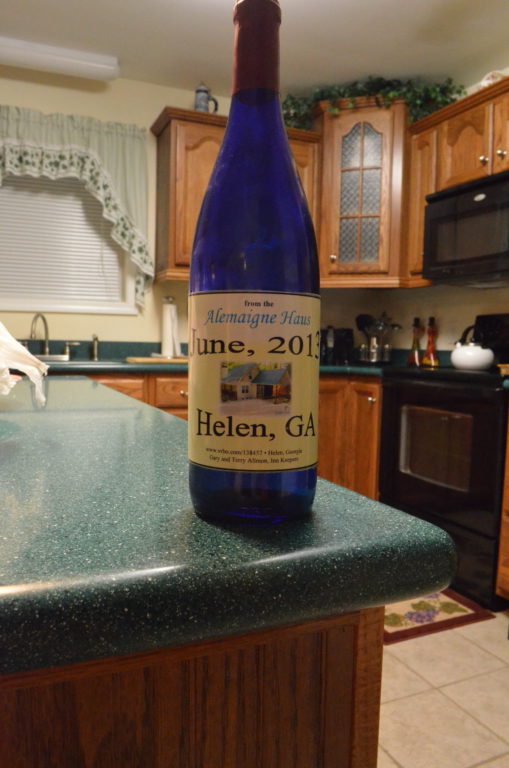 from the
Alemaigne Haus
June, 2013
Helen, GA
www.vrbo.com/138457 • Helen, Georgia
Gary and Terry Alinson, Inn Keepers